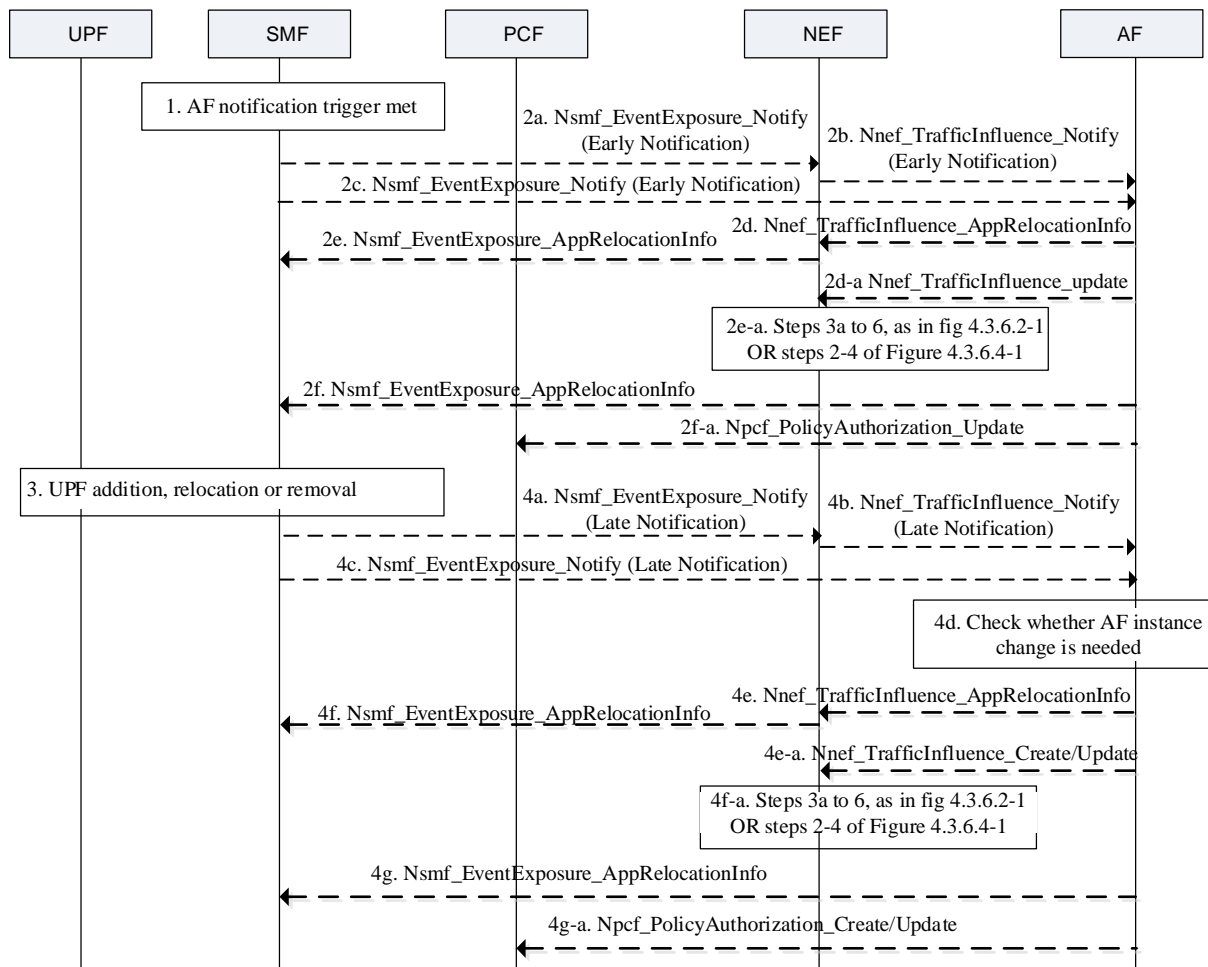 UPF
SMF
PCF
NEF
AF
1. AF notification trigger met
2a. Nsmf_EventExposure_Notify
(Early Notification)
2b. Nnef_TrafficInfluence_Notify
(Early Notification)
2c. Nsmf_EventExposure_Notify (Early Notification)
2d. Nnef_TrafficInfluence_AppRelocationInfo
2e. Nsmf_EventExposure_AppRelocationInfo
2d-a Nnef_TrafficInfluence_update
2e-a. Steps 3a to 6, as in fig 4.3.6.2-1
OR steps 2-4 of Figure 4.3.6.4-1
2f. Nsmf_EventExposure_AppRelocationInfo
2f-a. Npcf_PolicyAuthorization_Update
3. UPF addition, relocation or removal
4a. Nsmf_EventExposure_Notify
(Late Notification)
4b. Nnef_TrafficInfluence_Notify
(Late Notification)
4c. Nsmf_EventExposure_Notify (Late Notification)
4d. Check whether AF instance
change is needed
4e. Nnef_TrafficInfluence_AppRelocationInfo
4f. Nsmf_EventExposure_AppRelocationInfo
4e-a. Nnef_TrafficInfluence_Create/Update
4f-a. Steps 3a to 6, as in fig 4.3.6.2-1
OR steps 2-4 of Figure 4.3.6.4-1
4g. Nsmf_EventExposure_AppRelocationInfo
4g-a. Npcf_PolicyAuthorization_Create/Update